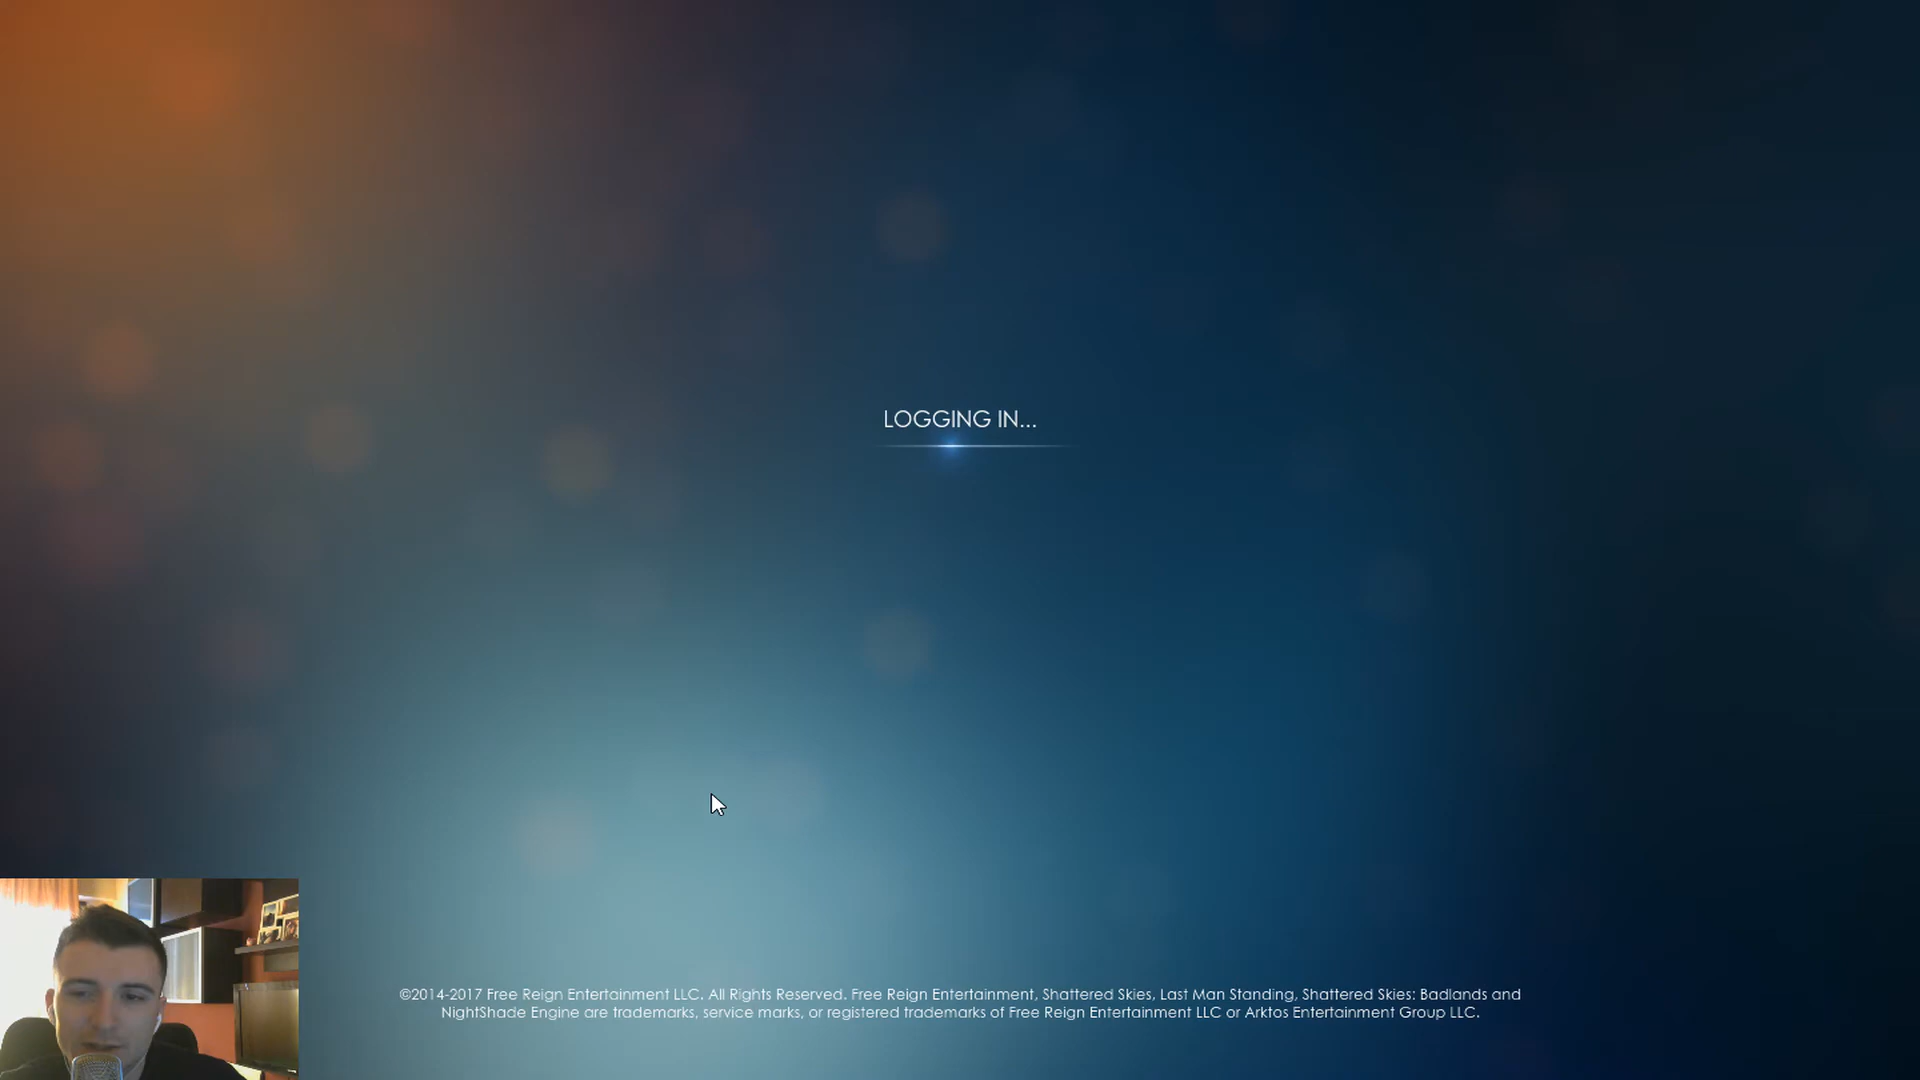 LOGGING IN...
©2014-2017 Free Reign Entertainment LLC. All Rights Reserved. Free Reign Entertainment, Shattered Skies, Last Man Standing, Shattered Skies: Badlands and
NightShade Engine are trademarks, service marks, or registered trademarks of Free Reign Entertainment LLC or Arktos Entertainment Group LLC.